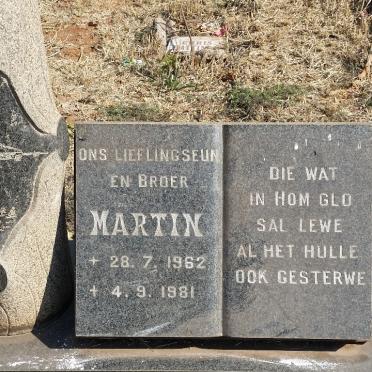 ONS LIEFLINGSEUN
EN BROER
MARTIN
+ 28. 7. 1962
+ 4. 9. 1981
DIE WAT
IN HOM GLO
SAL LEWE
AL HET HULLE
OOK GESTERWE